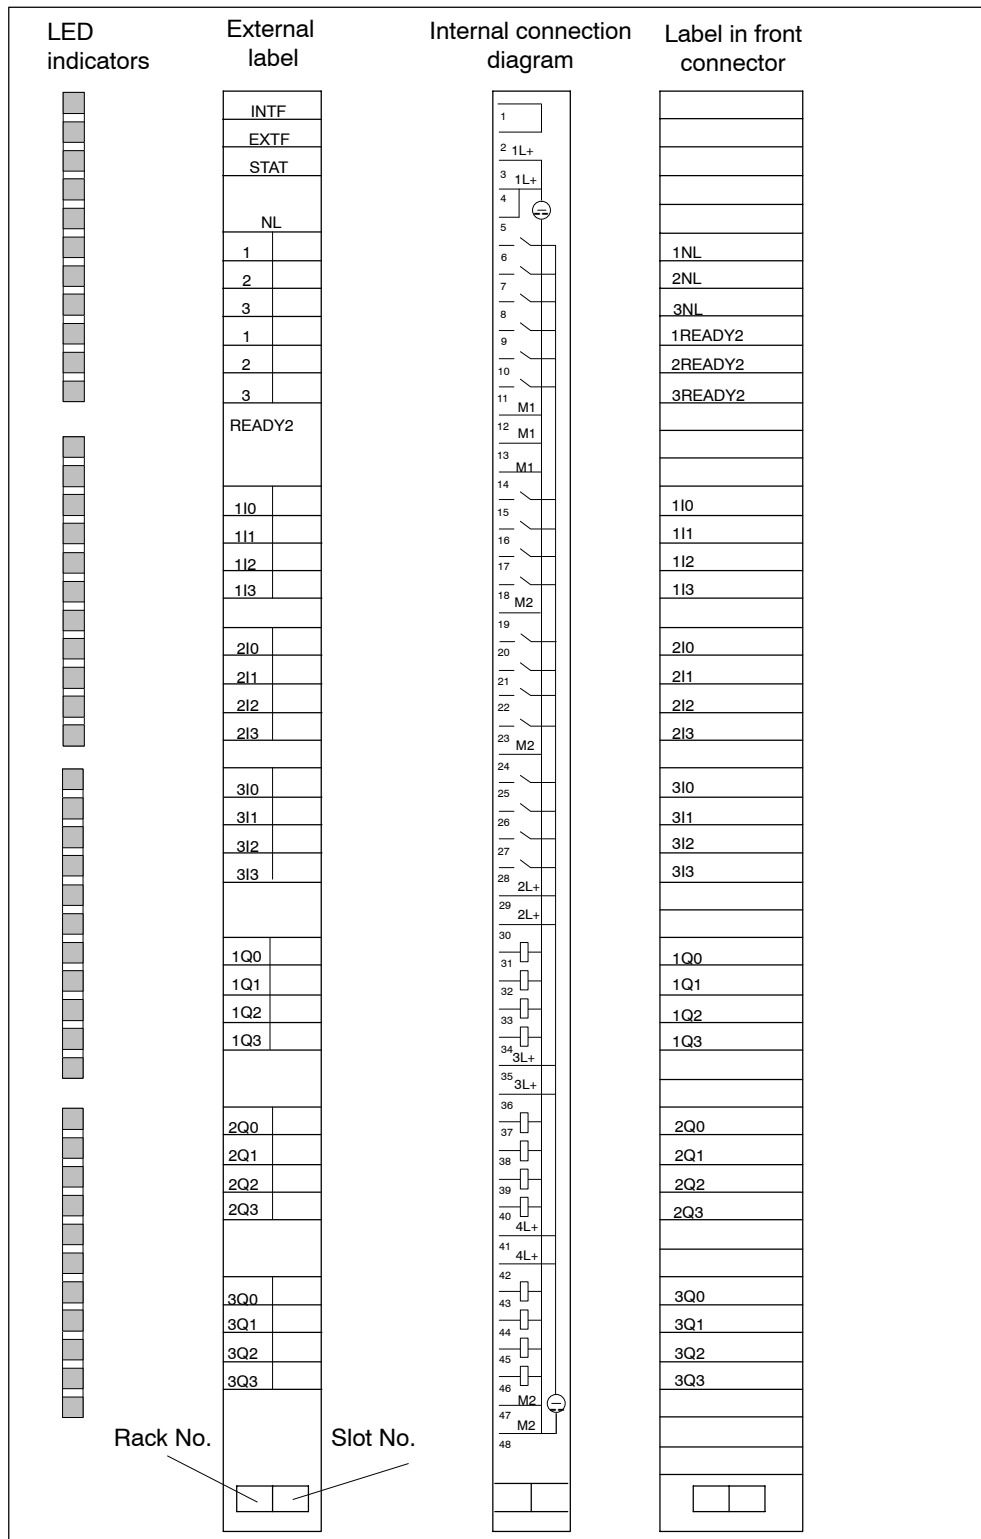 LED
indicators
External
label
Internal connection
diagram
Label in front
connector
INTF
EXTF
STAT
NL
1
2
3
1
2
3
READY2
1I0
1I1
1I2
1I3
2I0
2I1
2I2
2I3
3I0
3I1
3I2
3I3
1Q0
1Q1
1Q2
1Q3
2Q0
2Q1
2Q2
2Q3
3Q0
3Q1
3Q2
3Q3
Rack No.
Slot No.
1
2 1L+
3 1L+
4
5
6
7
8
9
10
11 M1
12 M1
13 M1
14
15
16
17
18 M2
19
20
21
22
23 M2
24
25
26
27
28 2L+
29 2L+
30
31
32
33
34 3L+
35 3L+
36
37
38
39
40 4L+
41 4L+
42
43
44
45
46 M2
47 M2
48
1NL
2NL
3NL
1READY2
2READY2
3READY2
1I0
1I1
1I2
1I3
2I0
2I1
2I2
2I3
3I0
3I1
3I2
3I3
1Q0
1Q1
1Q2
1Q3
2Q0
2Q1
2Q2
2Q3
3Q0
3Q1
3Q2
3Q3